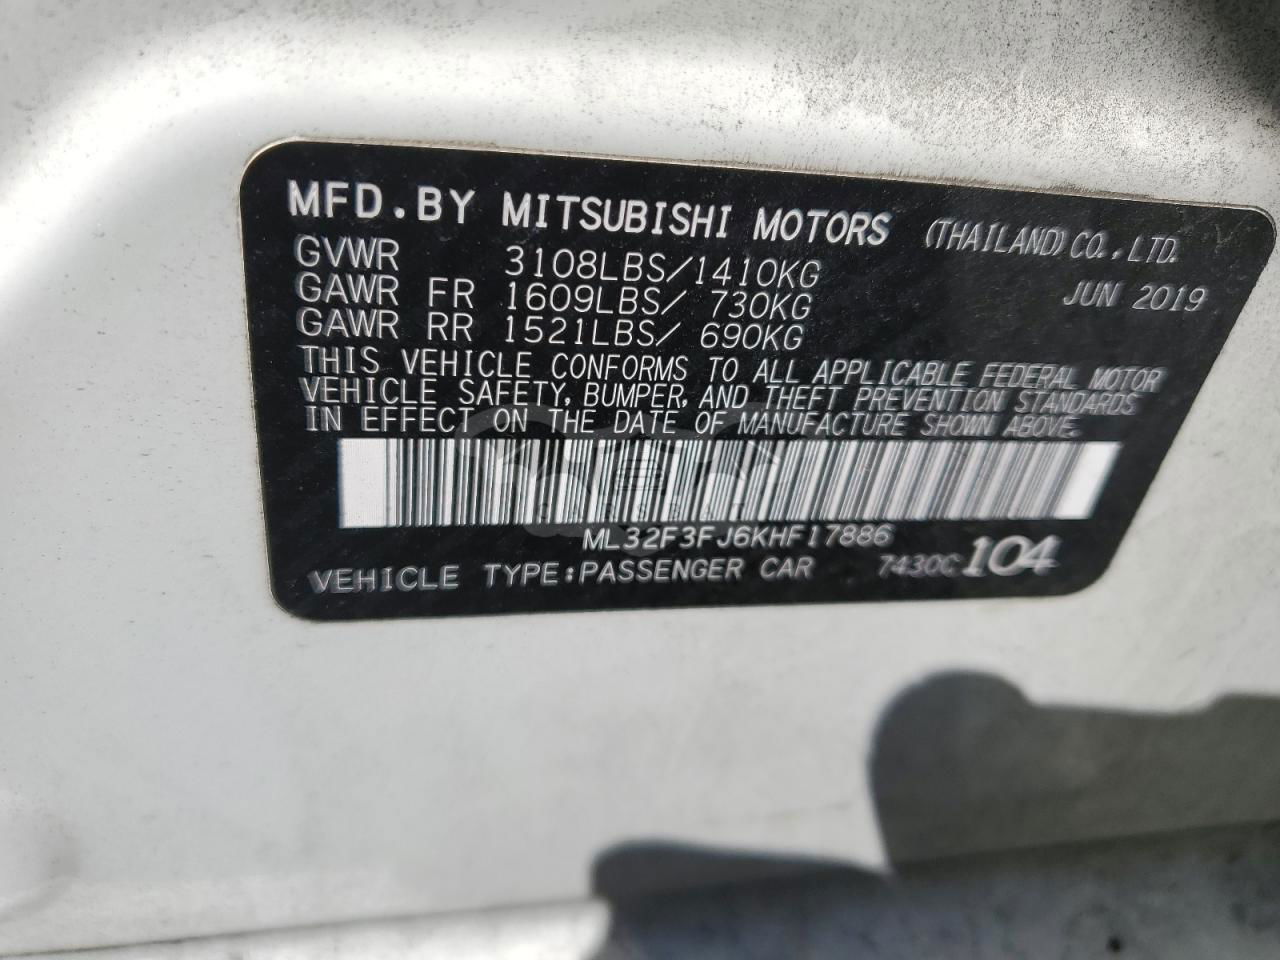 MFD.BY MITSUBISHI MOTORS (THAILAND)CO.,LTD.
GVWR 3108LBS/1410KG JUN 2019
GAWR FR 1609LBS/ 730KG
GAWR RR 1521LBS/ 690KG
THIS VEHICLE CONFORMS TO ALL APPLICABLE FEDERAL MOTOR
VEHICLE SAFETY, BUMPER, AND THEFT PREVENTION STANDARDS
IN EFFECT ON THE DATE OF MANUFACTURE SHOWN ABOVE.
ML32F3FJ6KHF17886
VEHICLE TYPE:PASSENGER CAR 7430C 104